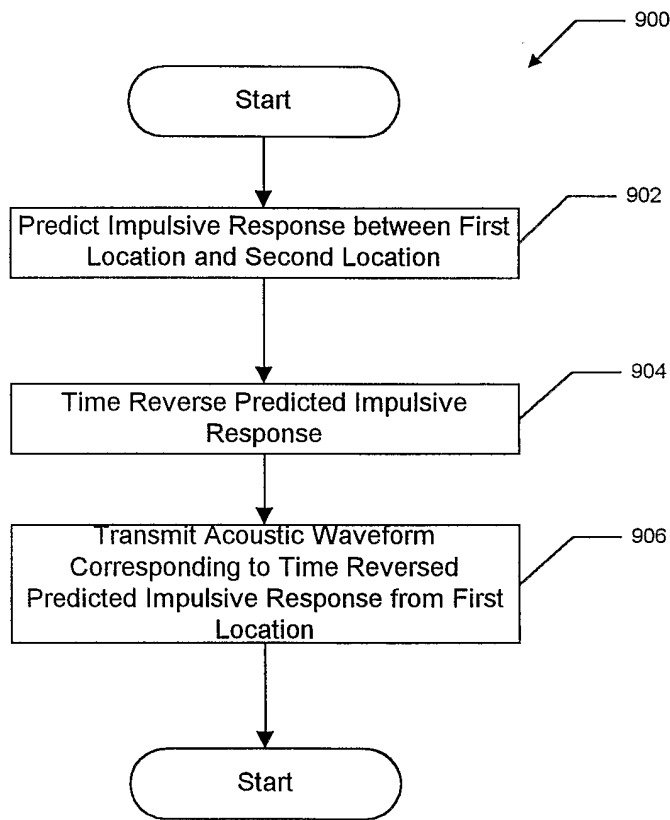 900
Start
902
Predict Impulsive Response between First
Location and Second Location
904
Time Reverse Predicted Impulsive
Response
906
Transmit Acoustic Waveform
Corresponding to Time Reversed
Predicted Impulsive Response from First
Location
Start